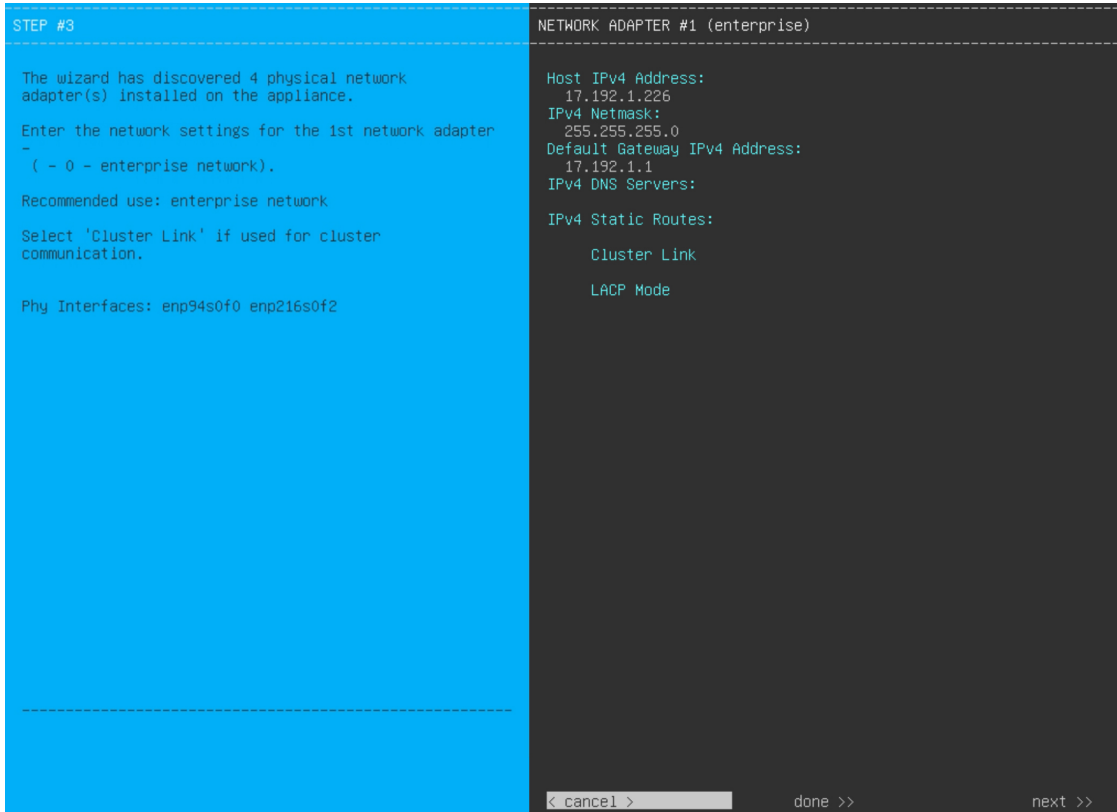 STEP #3
The wizard has discovered 4 physical network
adapter(s) installed on the appliance.
Enter the network settings for the 1st network adapter
-
( - 0 - enterprise network).
Recommended use: enterprise network
Select 'Cluster Link' if used for cluster
communication.
Phy Interfaces: enp94s0f0 enp216s0f2
NETWORK ADAPTER #1 (enterprise)
Host IPv4 Address:
17.192.1.226
IPv4 Netmask:
255.255.255.0
Default Gateway IPv4 Address:
17.192.1.1
IPv4 DNS Servers:
IPv4 Static Routes:
Cluster Link
LACP Mode
< cancel > done >> next >>